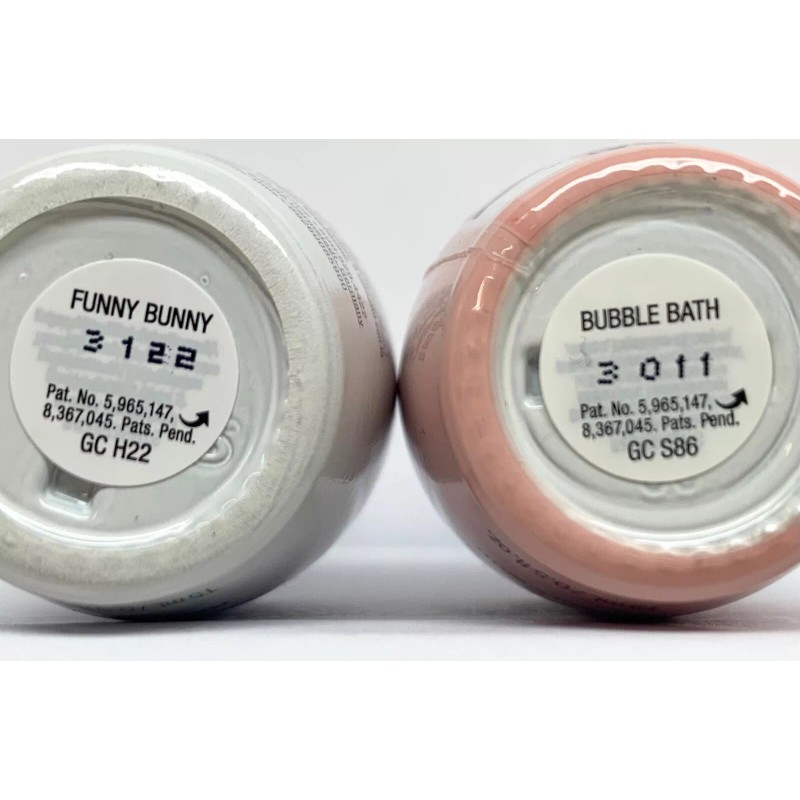 FUNNY BUNNY
3122
Pat. No. 5,965,147,
8,367,045. Pats. Pend.
GC H22
BUBBLE BATH
3011
Pat. No. 5,965,147,
8,367,045. Pats. Pend.
GC S86